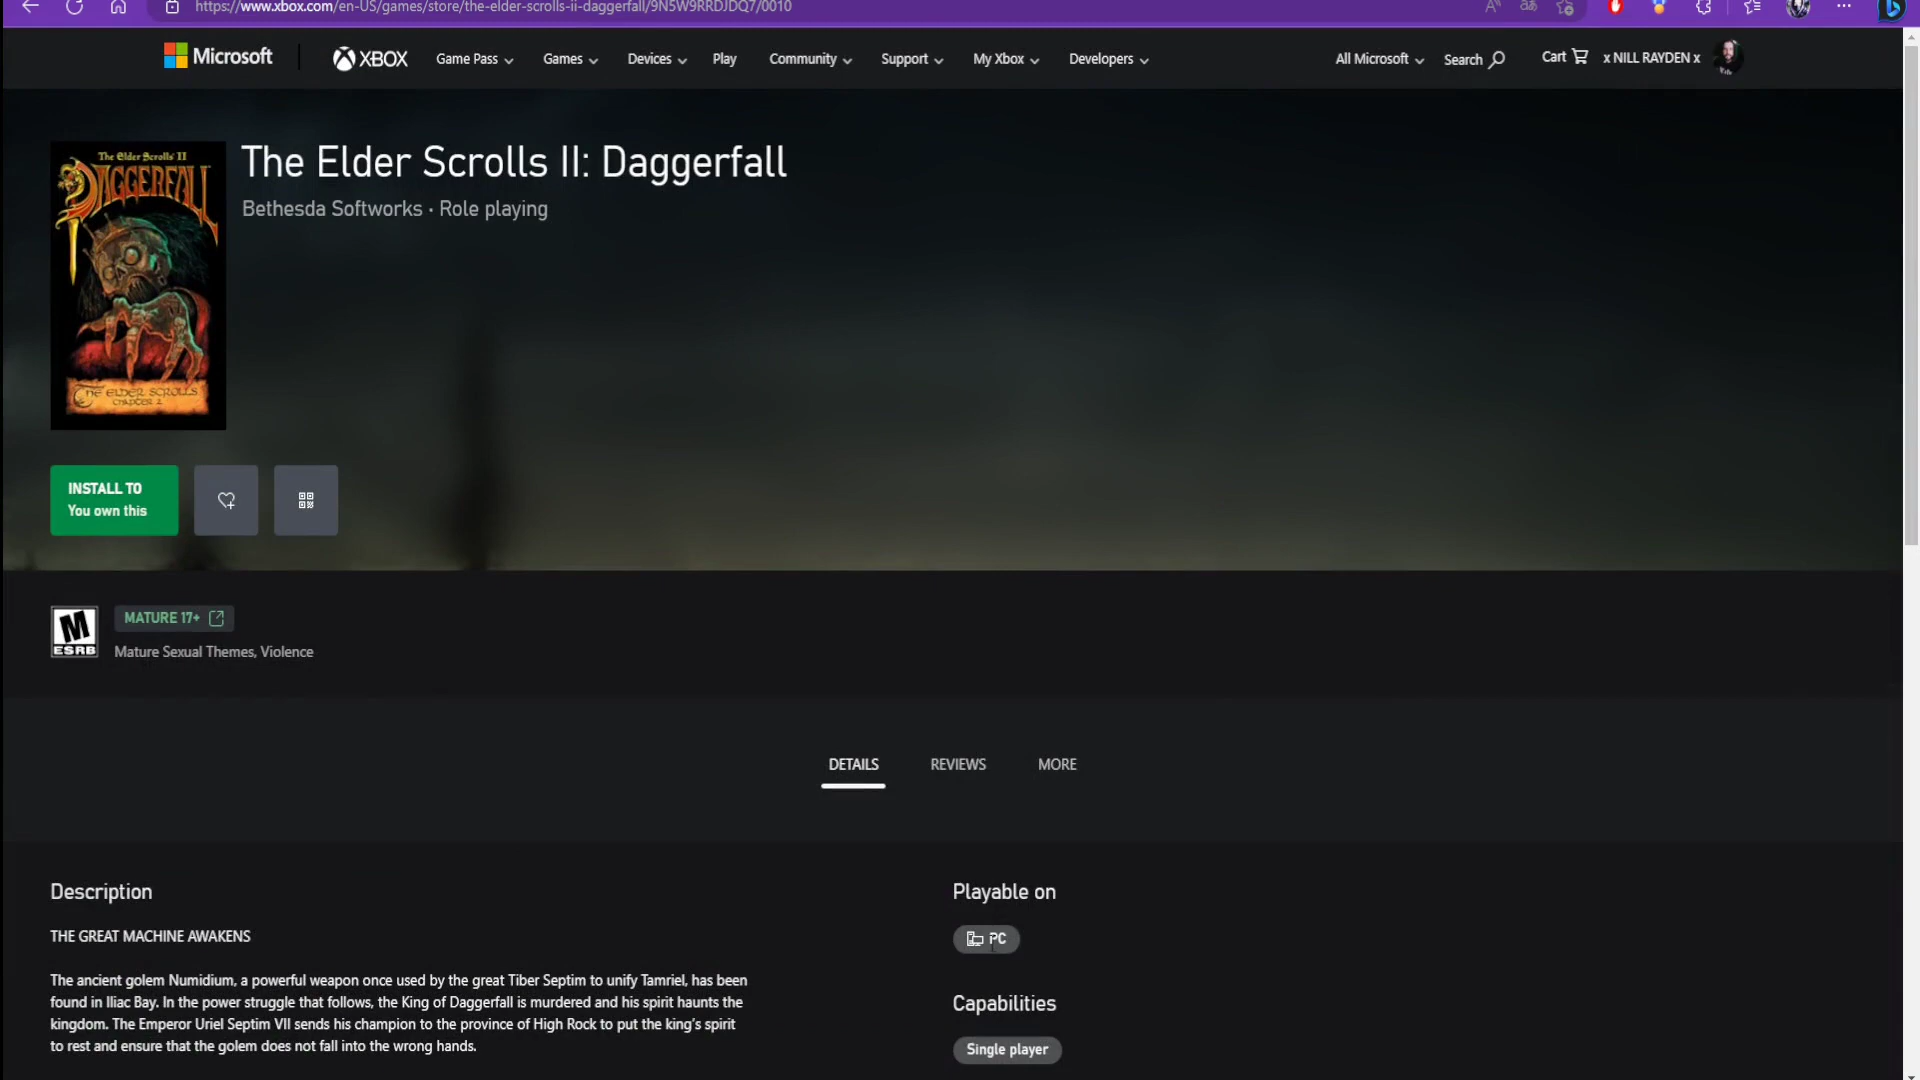 https://www.xbox.com/en-US/games/store/the-elder-scrolls-ii-daggerfall/9N5W9RRDJDQ7/0010
Microsoft
XBOX
Game Pass
Games
Devices
Play
Community
Support
My Xbox
Developers
All Microsoft
Search
Cart
x NILL RAYDEN x
The Elder Scrolls II
DAGGERFALL
THE ELDER SCROLLS
CHAPTER 2
The Elder Scrolls II: Daggerfall
Bethesda Softworks • Role playing
INSTALL TO
You own this
M
ESRB
MATURE 17+
Mature Sexual Themes, Violence
DETAILS
REVIEWS
MORE
Description
THE GREAT MACHINE AWAKENS
The ancient golem Numidium, a powerful weapon once used by the great Tiber Septim to unify Tamriel, has been
found in Iliac Bay. In the power struggle that follows, the King of Daggerfall is murdered and his spirit haunts the
kingdom. The Emperor Uriel Septim VII sends his champion to the province of High Rock to put the king's spirit
to rest and ensure that the golem does not fall into the wrong hands.
Playable on
PC
Capabilities
Single player